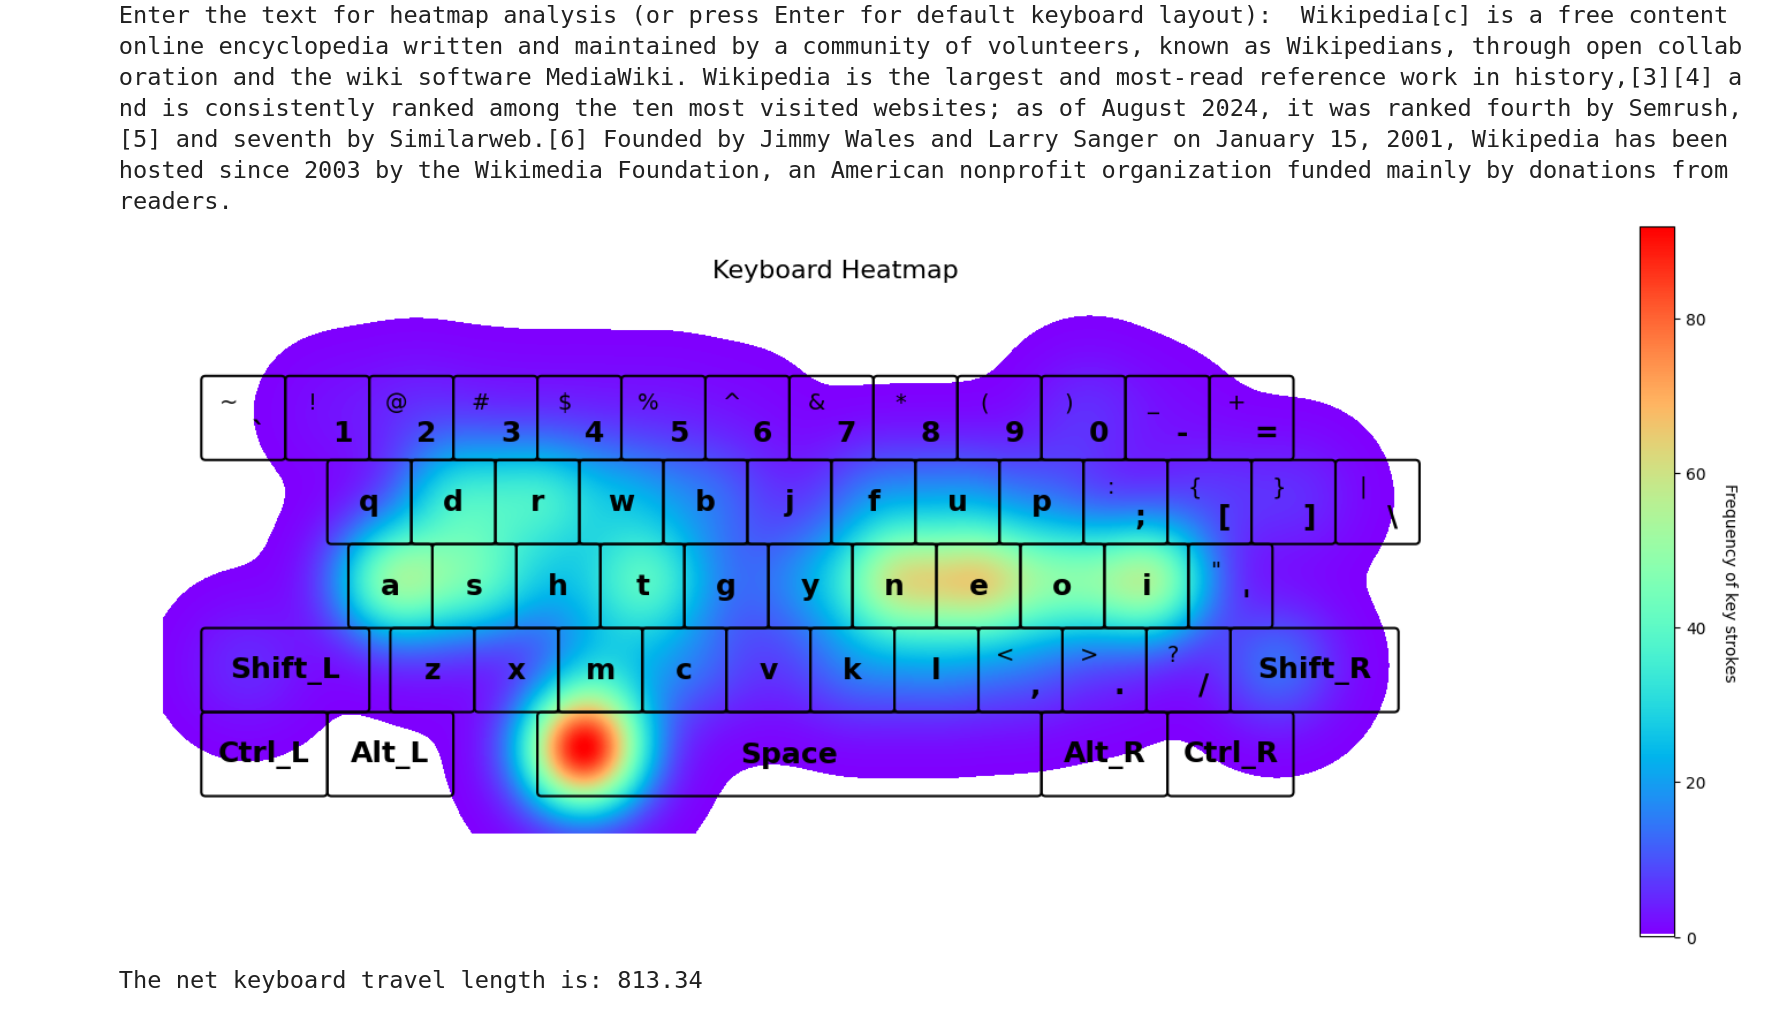 Enter the text for heatmap analysis (or press Enter for default keyboard layout):  Wikipedia[c] is a free content
online encyclopedia written and maintained by a community of volunteers, known as Wikipedians, through open collab
oration and the wiki software MediaWiki. Wikipedia is the largest and most-read reference work in history,[3][4] a
nd is consistently ranked among the ten most visited websites; as of August 2024, it was ranked fourth by Semrush,
[5] and seventh by Similarweb.[6] Founded by Jimmy Wales and Larry Sanger on January 15, 2001, Wikipedia has been
hosted since 2003 by the Wikimedia Foundation, an American nonprofit organization funded mainly by donations from
readers.
Keyboard Heatmap
~ ! @ # $ % ^ & * ( ) _ +
` 1 2 3 4 5 6 7 8 9 0 - =
q d r w b j f u p : ; { [ } ] | \
a s h t g y n e o i " '
Shift_L z x m c v k l < , > . ? / Shift_R
Ctrl_L Alt_L Space Alt_R Ctrl_R
80
60
40
20
0
Frequency of key strokes
The net keyboard travel length is: 813.34